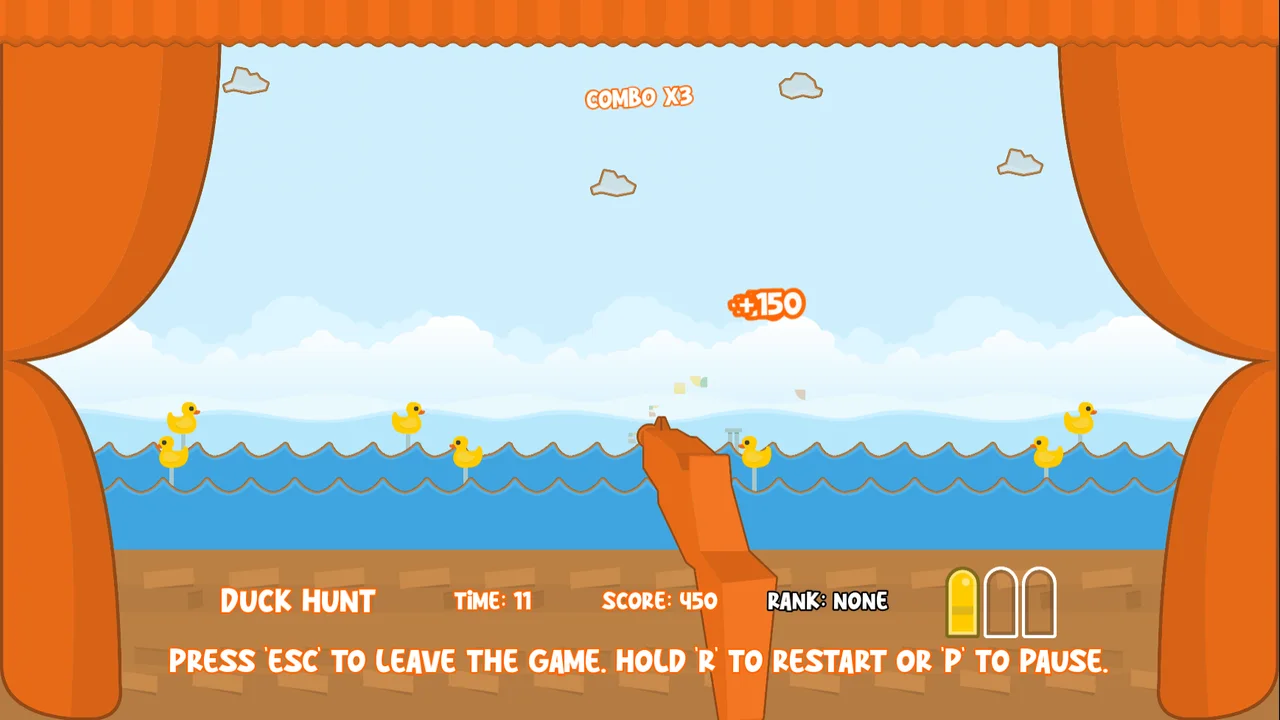 COMBO X3
+150
DUCK HUNT TIME: 11 SCORE: 450 RANK: NONE
PRESS 'ESC' TO LEAVE THE GAME. HOLD 'R' TO RESTART OR 'P' TO PAUSE.